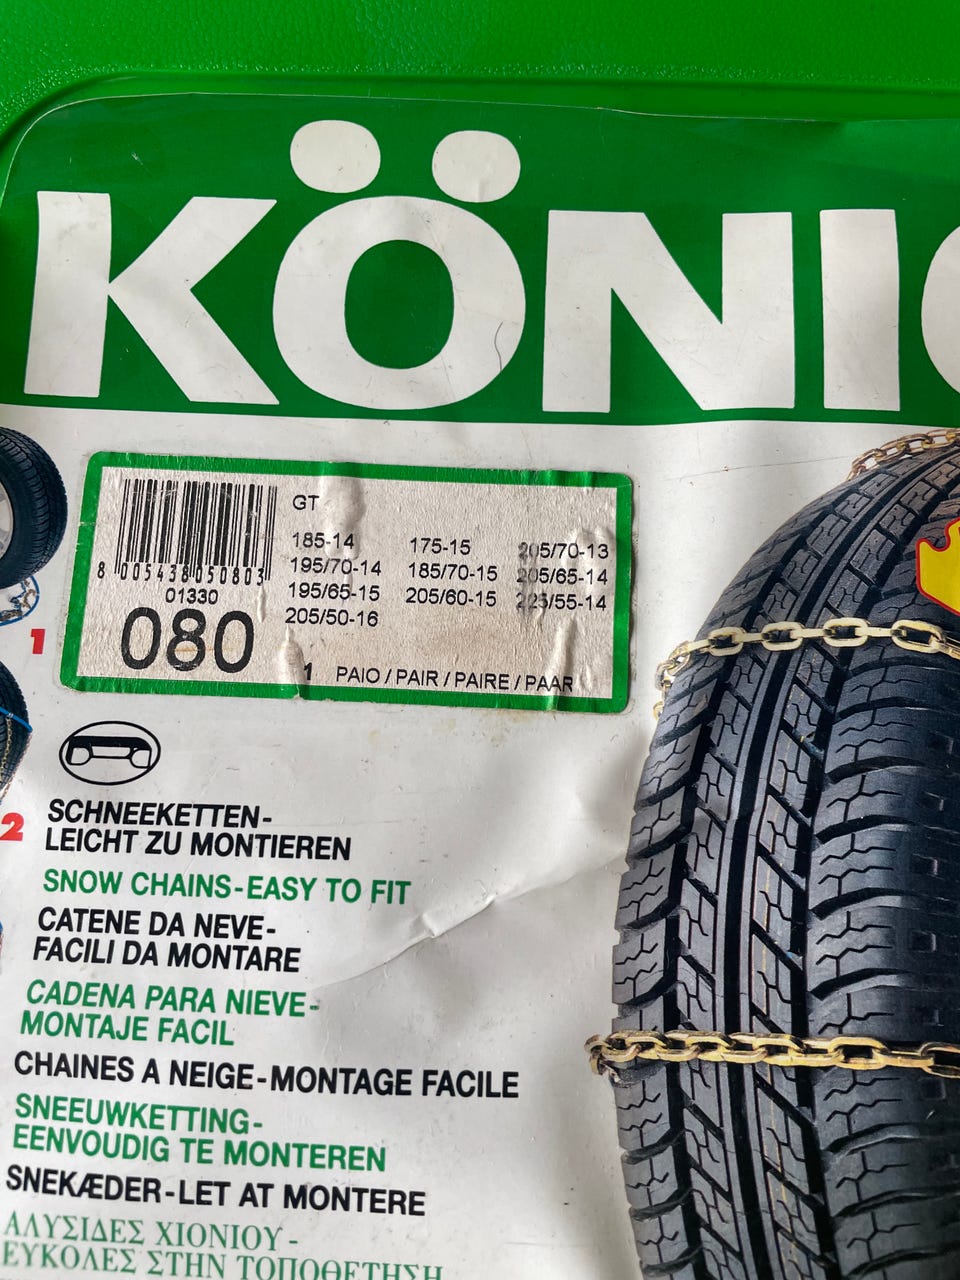 KÖNIG
GT
185-14 175-15 205/70-13
195/70-14 185/70-15 205/65-14
195/65-15 205/60-15 225/55-14
205/50-16
8 005438 050803
01330
080
1 PAIO / PAIR / PAIRE / PAAR
1
2
SCHNEEKETTEN-
LEICHT ZU MONTIEREN
SNOW CHAINS-EASY TO FIT
CATENE DA NEVE-
FACILI DA MONTARE
CADENA PARA NIEVE-
MONTAJE FACIL
CHAINES A NEIGE-MONTAGE FACILE
SNEEUWKETTING-
EENVOUDIG TE MONTEREN
SNEKÆDER-LET AT MONTERE
ΑΛΥΣΙΔΕΣ ΧΙΟΝΙΟΥ-
ΕΥΚΟΛΕΣ ΣΤΗΝ ΤΟΠΟΘΕΤΗΣΗ